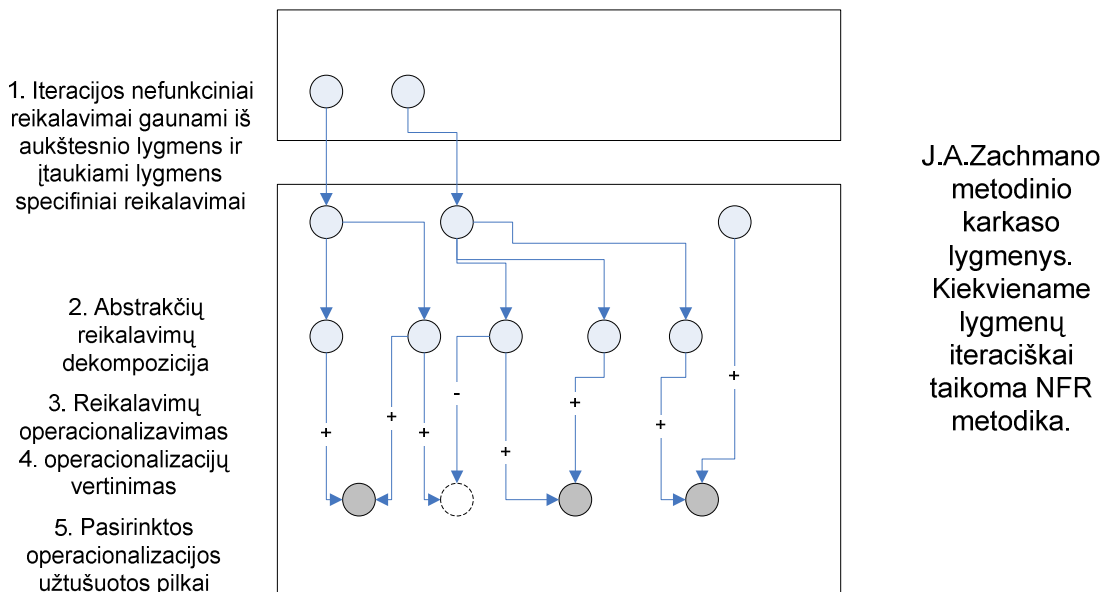 1. Iteracijos nefunkciniai
reikalavimai gaunami iš
aukštesnio lygmens ir
įtaukiami lygmens
specifiniai reikalavimai
2. Abstrakčių
reikalavimų
dekompozicija
3. Reikalavimų
operacionalizavimas
4. operacionalizacijų
vertinimas
5. Pasirinktos
operacionalizacijos
užtušuotos pilkai
+
+
+
-
+
+
+
+
J.A.Zachmano
metodinio
karkaso
lygmenys.
Kiekviename
lygmenų
iteraciškai
taikoma NFR
metodika.